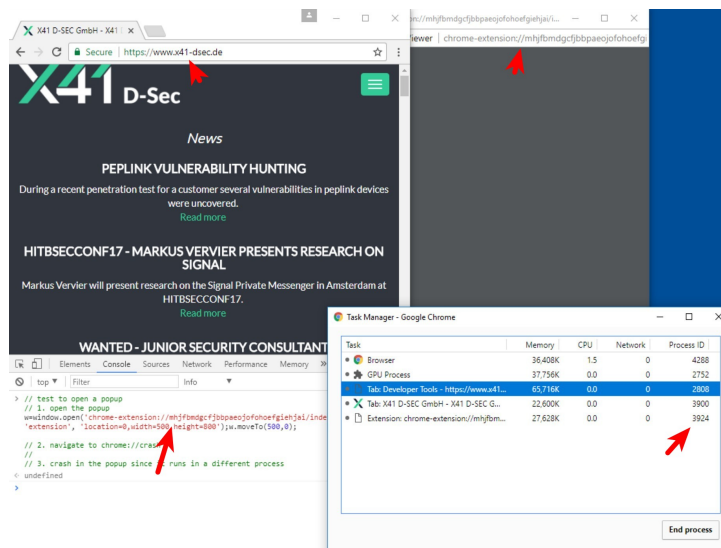 X41 D-SEC GmbH - X41
Secure | https://www.x41-dsec.de
X41 D-Sec
News
PEPLINK VULNERABILITY HUNTING
During a recent penetration test for a customer several vulnerabilities in peplink devices
were uncovered.
Read more
HITBSECCONF17 - MARKUS VERVIER PRESENTS RESEARCH ON
SIGNAL
Markus Vervier will present research on the Signal Private Messenger in Amsterdam at
HITBSECCONF17.
Read more
WANTED - JUNIOR SECURITY CONSULTANT
Elements Console Sources Network Performance Memory »
top ▼ Filter Info ▼
> // test to open a popup
// 1. open the popup
w=window.open('chrome-extension://mhjfbmdgcfjbbpaeojofohoefgiehjai/inde
'extension', 'location=0,width=500,height=800');w.moveTo(500,0);
// 2. navigate to chrome://crash
//
// 3. crash in the popup since it runs in a different process
< undefined
>
on://mhjfbmdgcfjbbpaeojofohoefgiehjai/i...
iewer | chrome-extension://mhjfbmdgcfjbbpaeojofohoefgi
Task Manager - Google Chrome
Task Memory CPU Network Process ID
Browser 36,408K 1.5 0 4288
GPU Process 37,756K 0.0 0 2752
Tab: Developer Tools - https://www.x41... 65,716K 0.0 0 2808
Tab: X41 D-SEC GmbH - X41 D-SEC G... 22,600K 0.0 0 3900
Extension: chrome-extension://mhjfbm... 27,628K 0.0 0 3924
End process